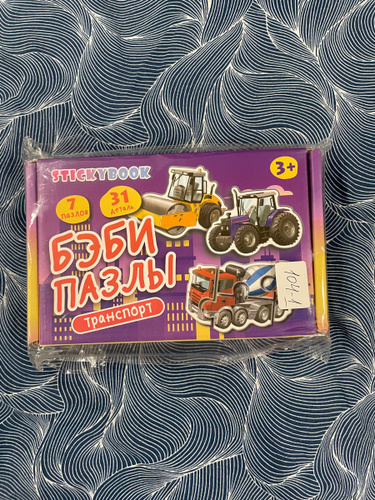 STICKYBOOK
3+
7
пазлов
31
деталь
БЭБИ
ПАЗЛЫ
транспорт
104.1